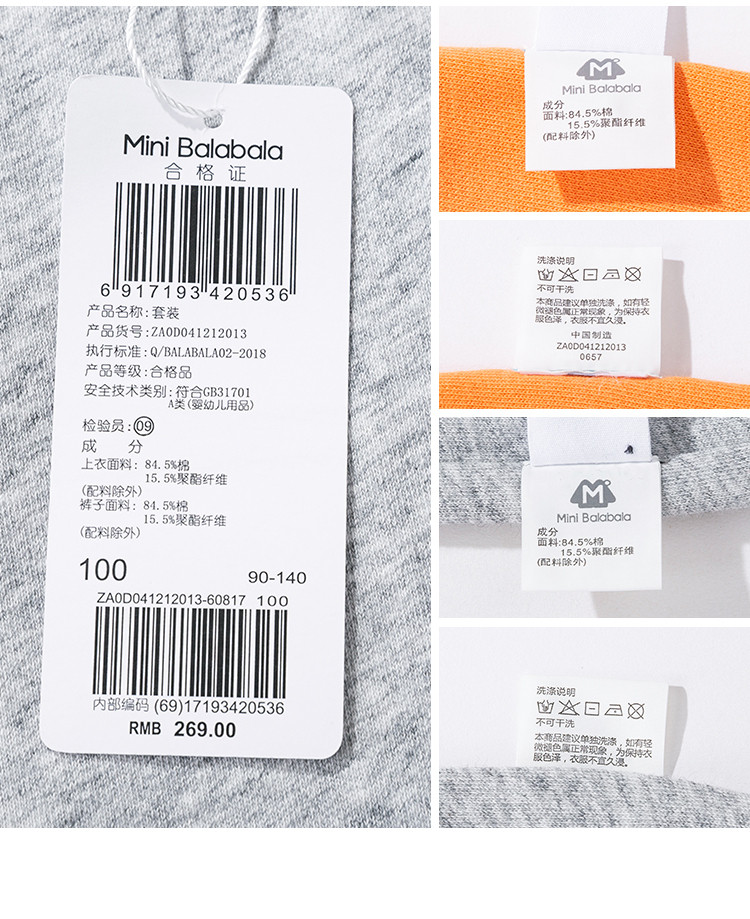 Mini Balabala
合格证
6 917193 420536
产品名称: 套装
产品货号: ZA0D041212013
执行标准: Q/BALABALA02-2018
产品等级: 合格品
安全技术类别: 符合GB31701
A类(婴幼儿用品)
检验员: 09
成 分
上衣面料: 84.5%棉
15.5%聚酯纤维
(配料除外)
裤子面料: 84.5%棉
15.5%聚酯纤维
(配料除外)
100 90-140
ZA0D041212013-60817 100
内部编码 (69)17193420536
RMB 269.00
M
Mini Balabala
成分
面料: 84.5%棉
15.5%聚酯纤维
(配料除外)
洗涤说明
不可干洗
本商品建议单独洗涤, 如有轻
微褪色属正常现象, 为保持衣
服色泽, 衣服不宜久浸。
中国制造
ZA0D041212013
0657
M
Mini Balabala
成分
面料: 84.5%棉
15.5%聚酯纤维
(配料除外)
洗涤说明
不可干洗
本商品建议单独洗涤, 如有轻
微褪色属正常现象, 为保持衣
服色泽, 衣服不宜久浸。